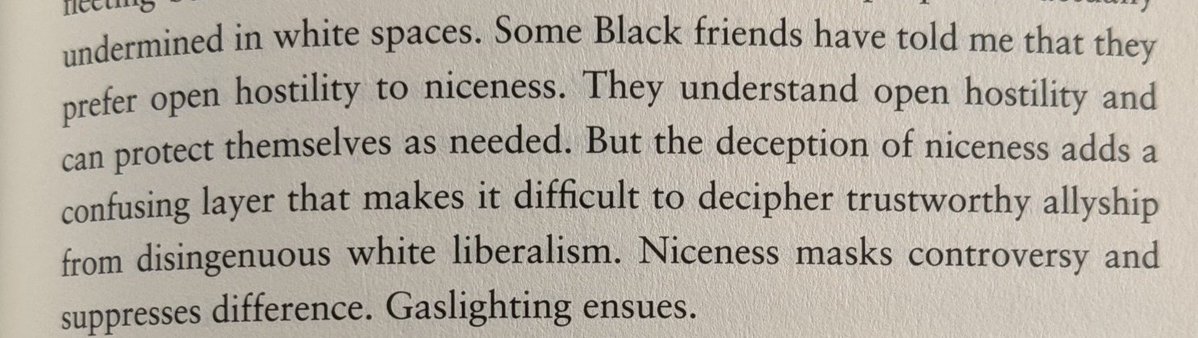 undermined in white spaces. Some Black friends have told me that they
prefer open hostility to niceness. They understand open hostility and
can protect themselves as needed. But the deception of niceness adds a
confusing layer that makes it difficult to decipher trustworthy allyship
from disingenuous white liberalism. Niceness masks controversy and
suppresses difference. Gaslighting ensues.